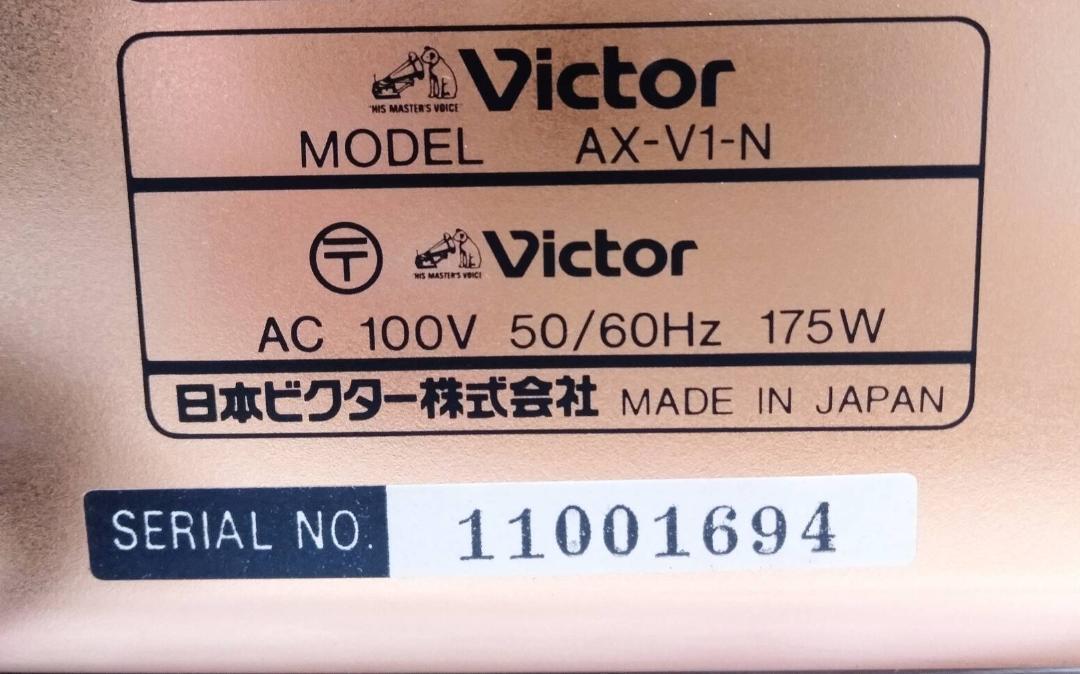 Victor
"HIS MASTER'S VOICE"
MODEL AX-V1-N
〒 Victor
"HIS MASTER'S VOICE"
AC 100V 50/60Hz 175W
日本ビクター株式会社 MADE IN JAPAN
SERIAL NO. 11001694